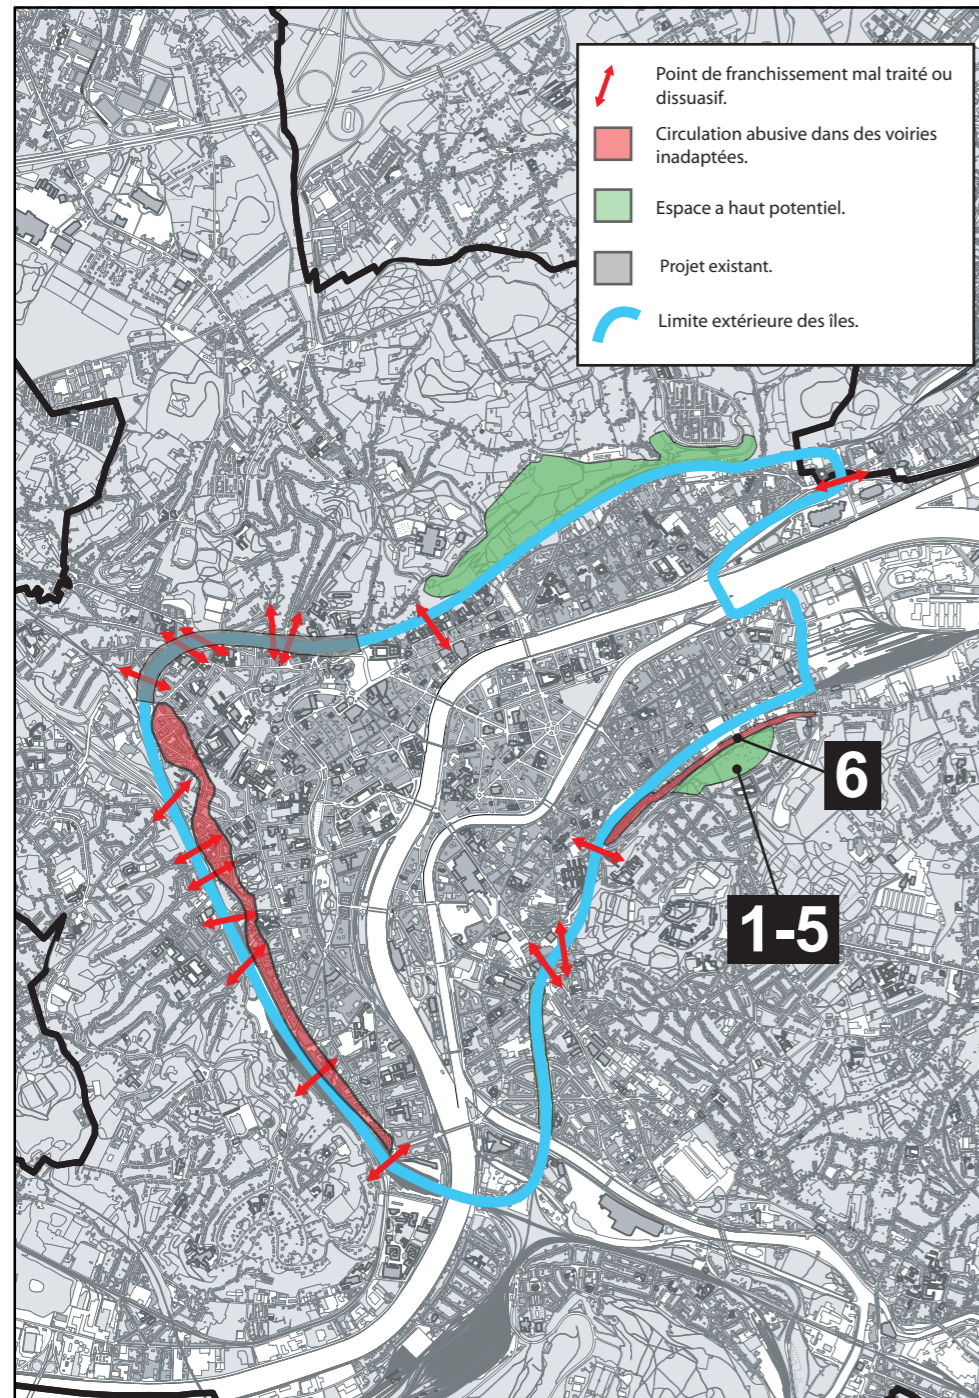 Point de franchissement mal traité ou
dissuasif.
Circulation abusive dans des voiries
inadaptées.
Espace a haut potentiel.
Projet existant.
Limite extérieure des îles.
6
1-5